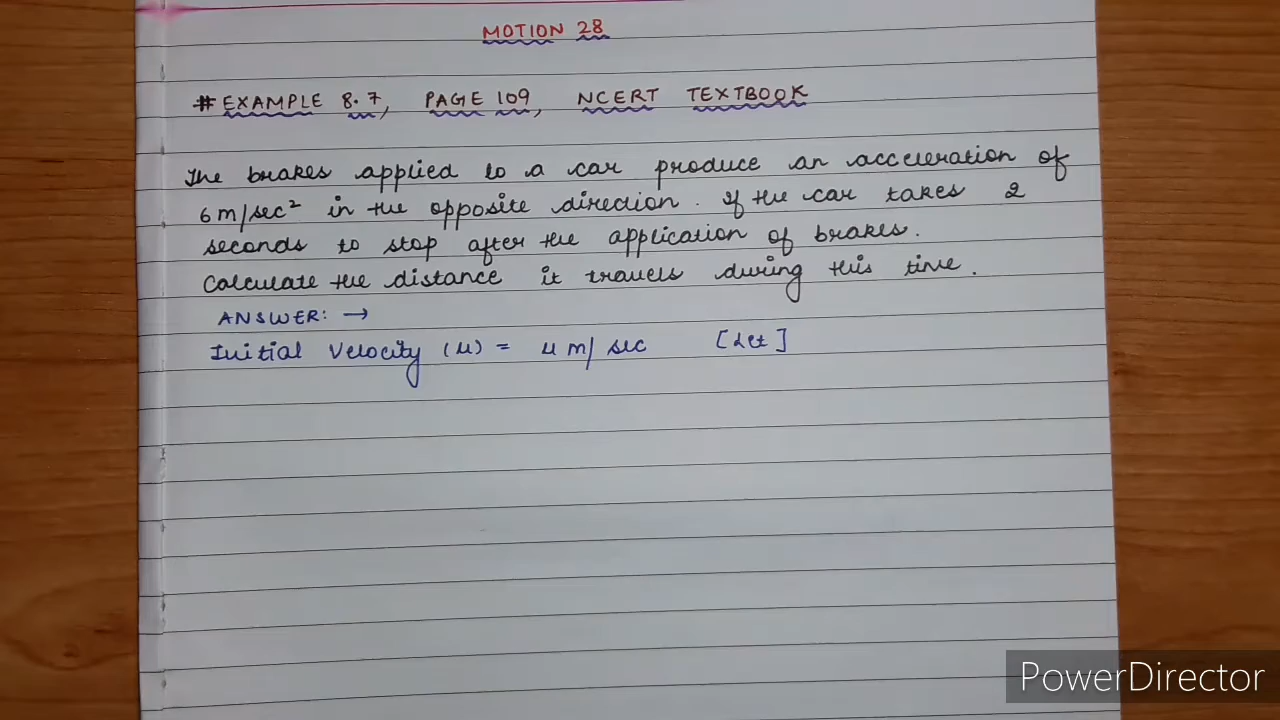 MOTION 28
# EXAMPLE 8.7, PAGE 109, NCERT TEXTBOOK
The brakes applied to a car produce an acceleration of
6 m/sec² in the opposite direction. If the car takes 2
seconds to stop after the application of brakes.
Calculate the distance it travels during this time.
ANSWER: →
Initial Velocity (u) = u m/sec [Let]
PowerDirector